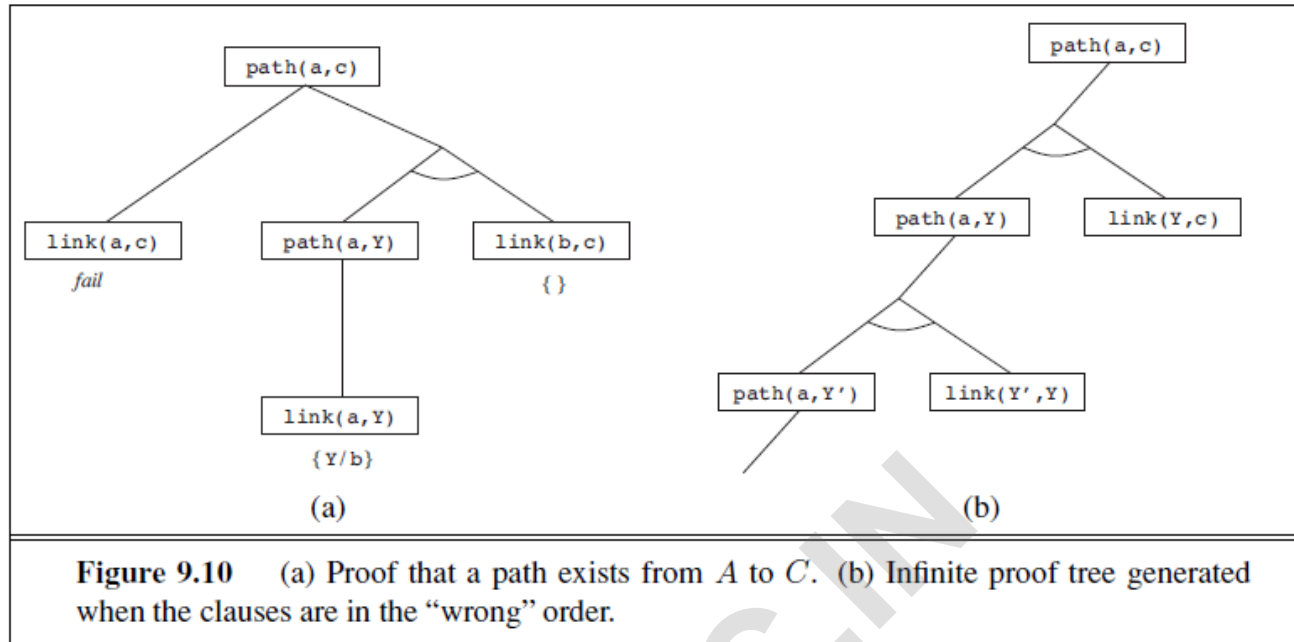 path(a,c)
link(a,c)
fail
path(a,Y)
link(b,c)
{ }
link(a,Y)
{Y/b}
(a)
path(a,c)
path(a,Y)
link(Y,c)
path(a,Y’)
link(Y’,Y)
(b)
Figure 9.10 (a) Proof that a path exists from A to C. (b) Infinite proof tree generated
when the clauses are in the “wrong” order.